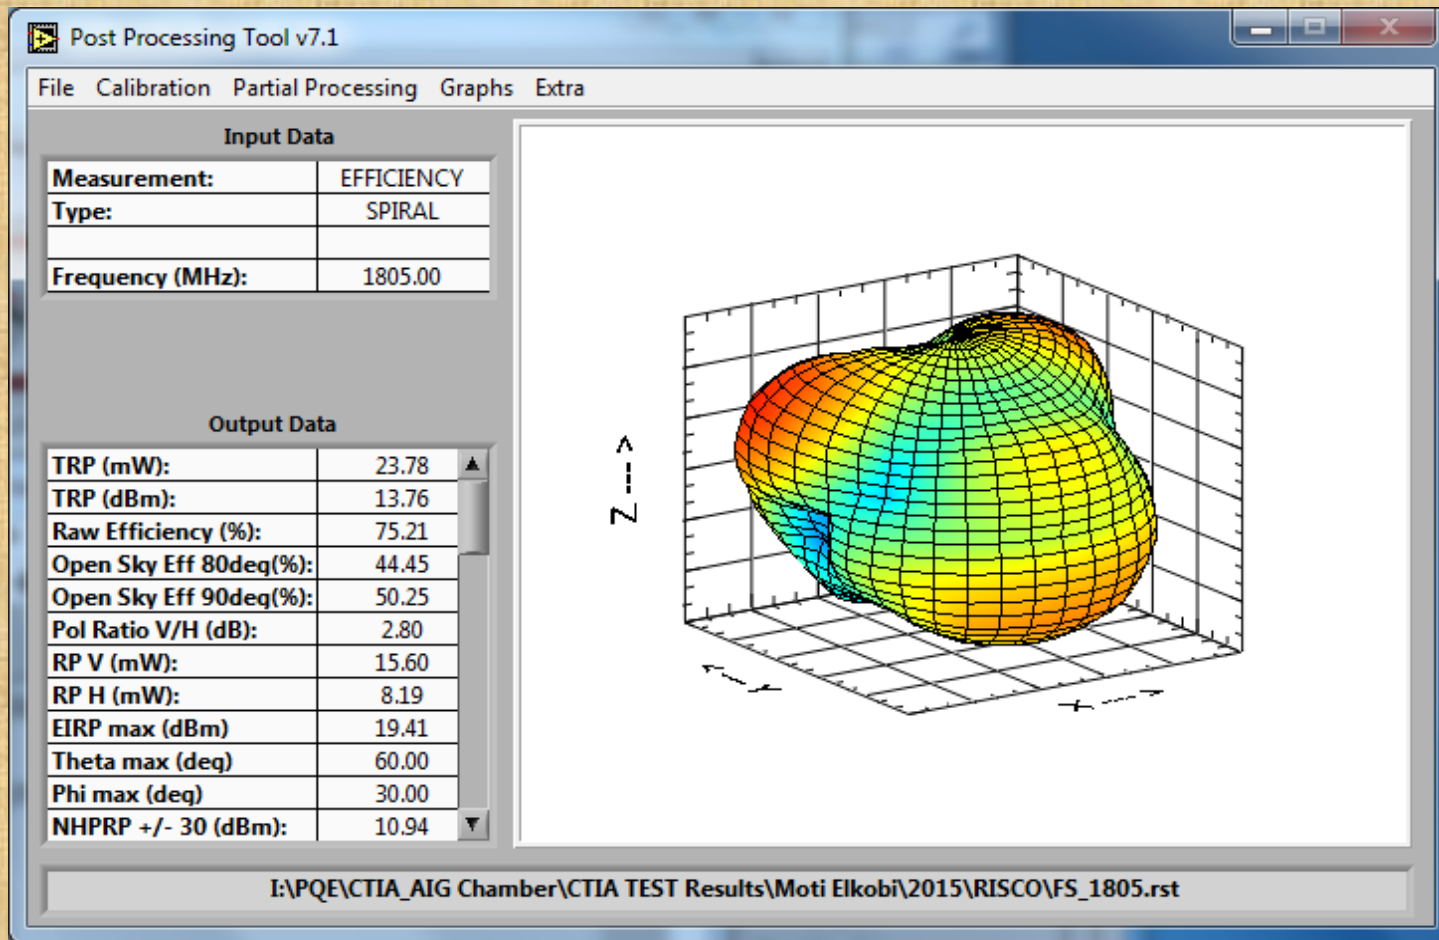 Post Processing Tool v7.1
File Calibration Partial Processing Graphs Extra
Input Data
Measurement: EFFICIENCY
Type: SPIRAL
Frequency (MHz): 1805.00
Output Data
TRP (mW): 23.78
TRP (dBm): 13.76
Raw Efficiency (%): 75.21
Open Sky Eff 80deg(%): 44.45
Open Sky Eff 90deg(%): 50.25
Pol Ratio V/H (dB): 2.80
RP V (mW): 15.60
RP H (mW): 8.19
EIRP max (dBm) 19.41
Theta max (deg) 60.00
Phi max (deg) 30.00
NHPRP +/- 30 (dBm): 10.94
Z --->
<--- Y
X --->
I:\PQE\CTIA_AIG Chamber\CTIA TEST Results\Moti Elkobi\2015\RISCO\FS_1805.rst